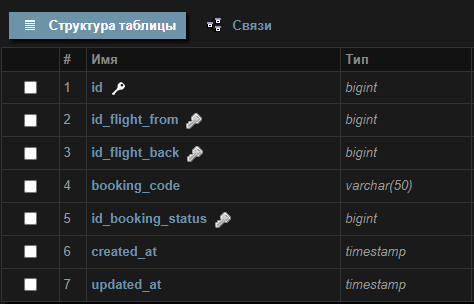 Структура таблицы Связи
# Имя Тип
1 id bigint
2 id_flight_from bigint
3 id_flight_back bigint
4 booking_code varchar(50)
5 id_booking_status bigint
6 created_at timestamp
7 updated_at timestamp